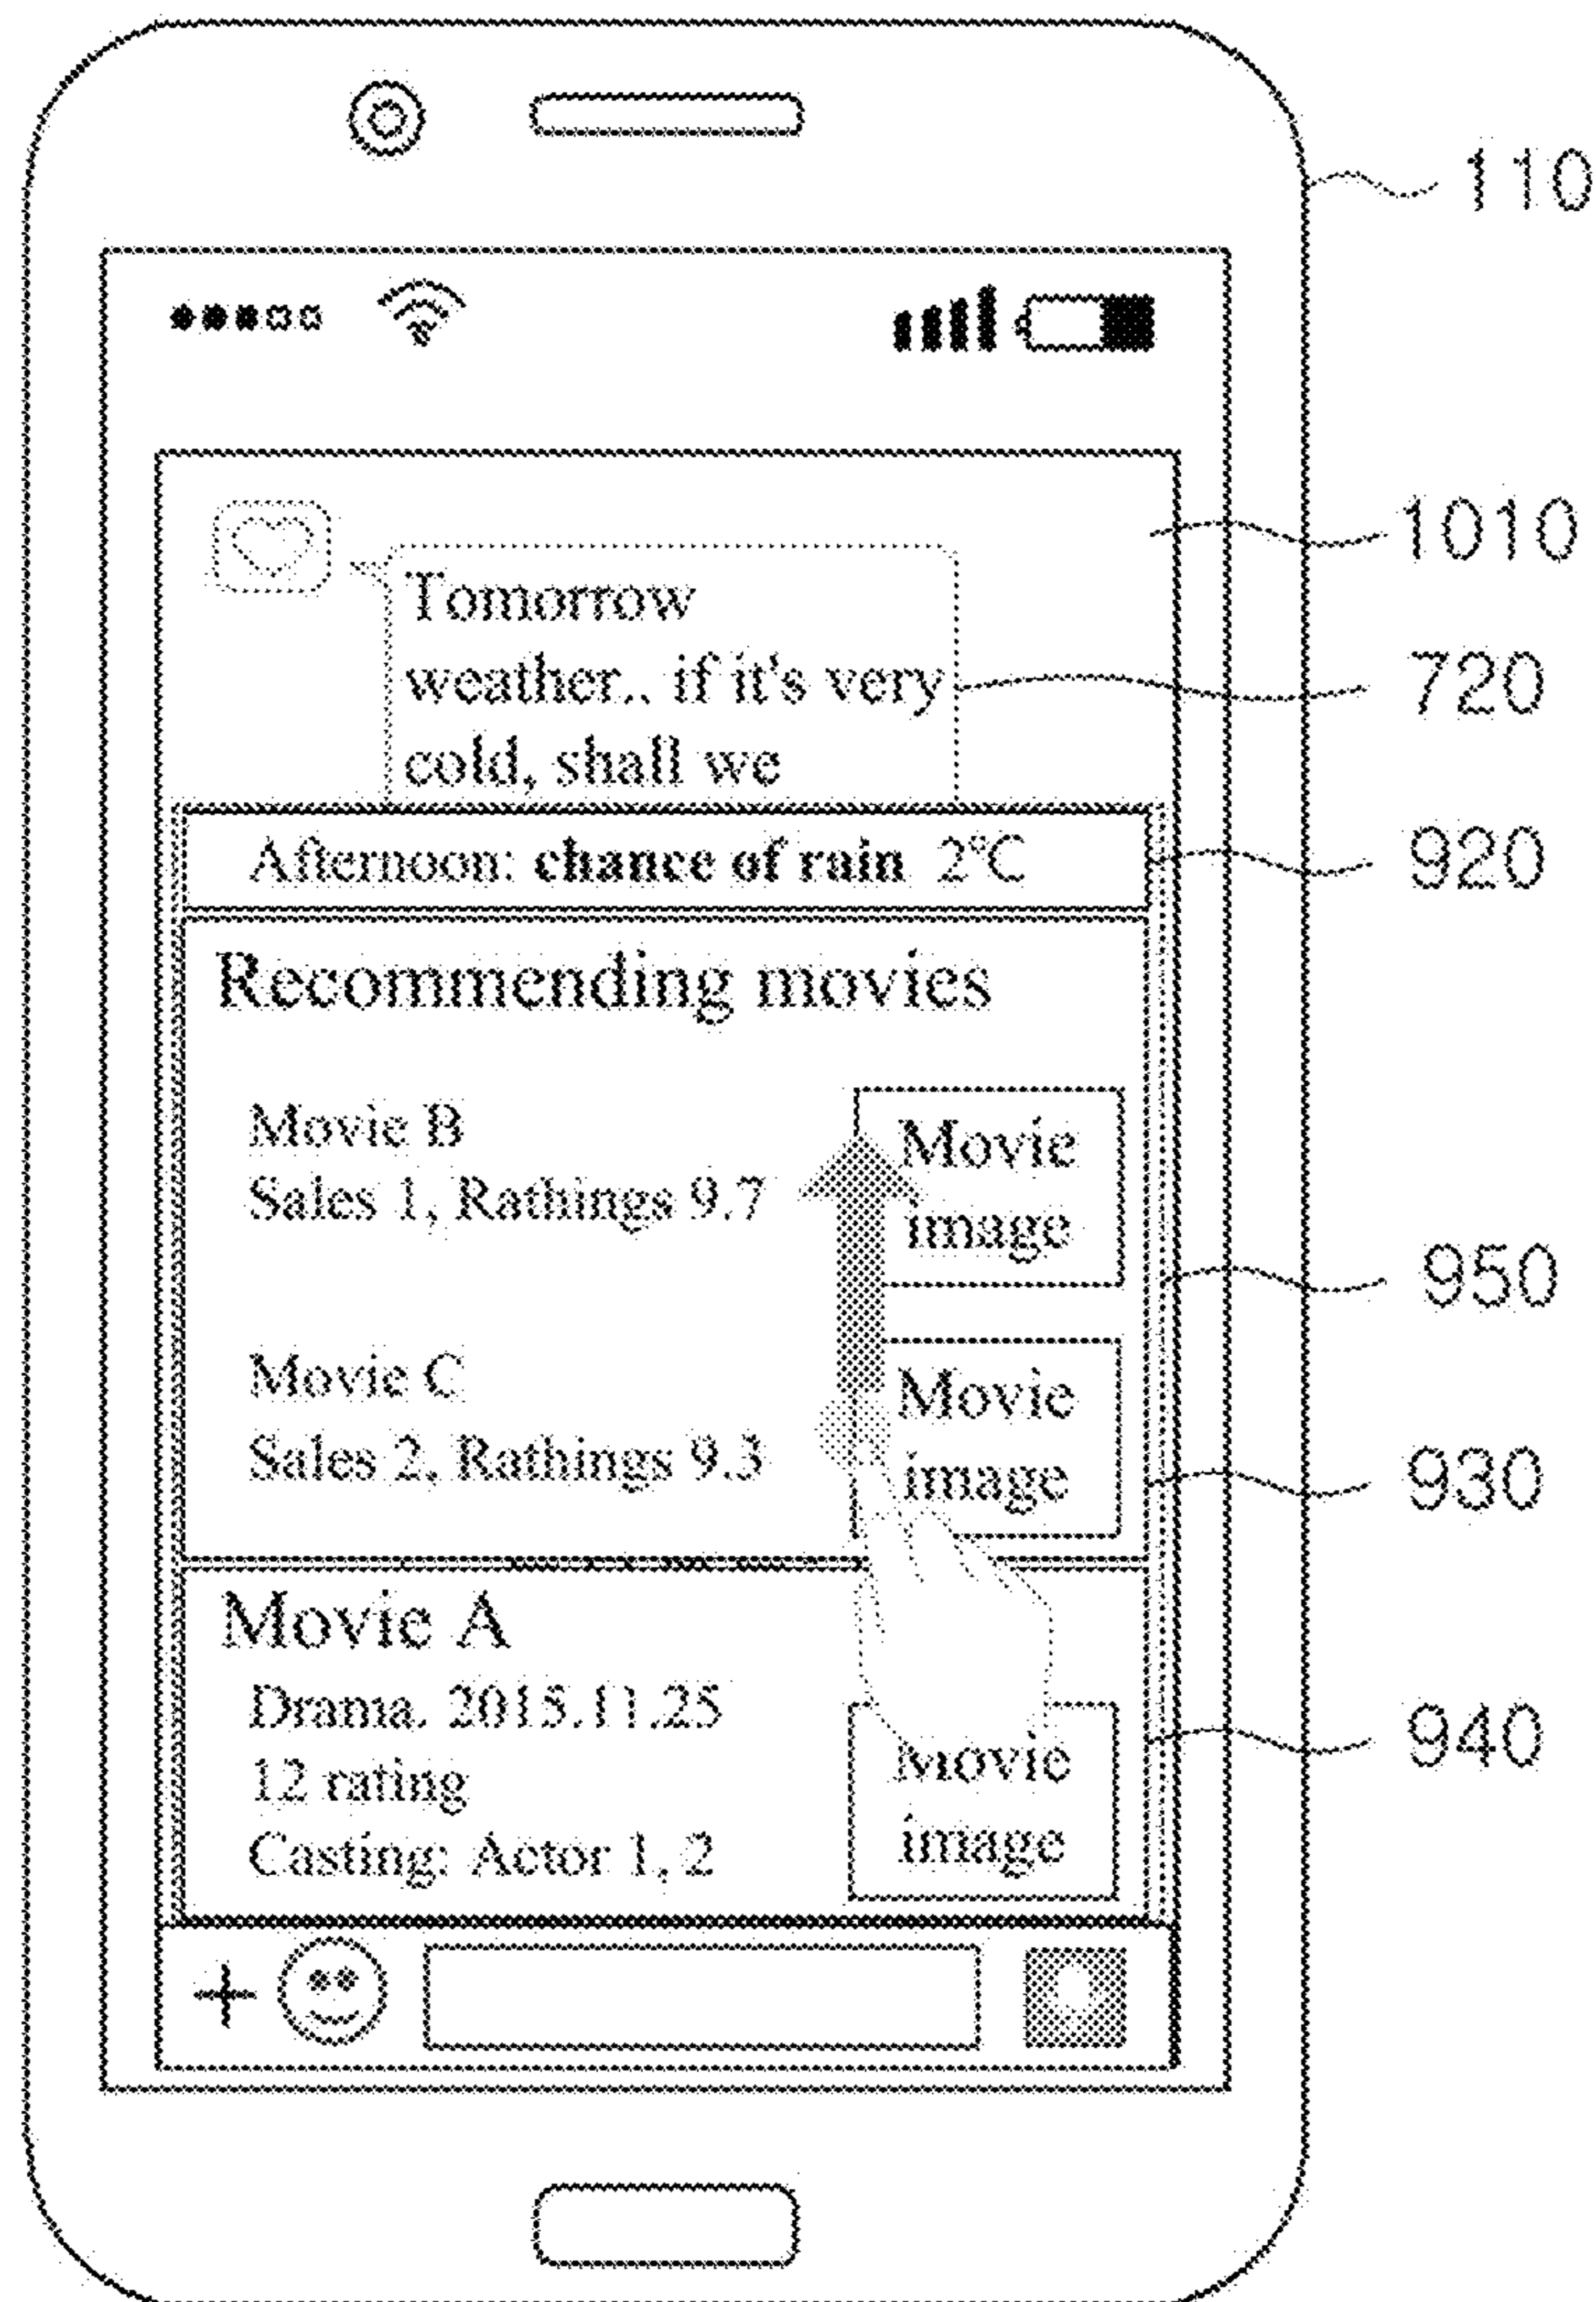 110
1010
Tomorrow
weather.. if it's very
cold, shall we
720
Afternoon: chance of rain 2°C
920
Recommending movies
Movie B
Sales 1, Rathings 9.7
Movie
image
950
Movie C
Sales 2, Rathings 9.3
Movie
image
930
Movie A
Drama. 2015.11.25
12 rating
Casting: Actor 1, 2
Movie
image
940